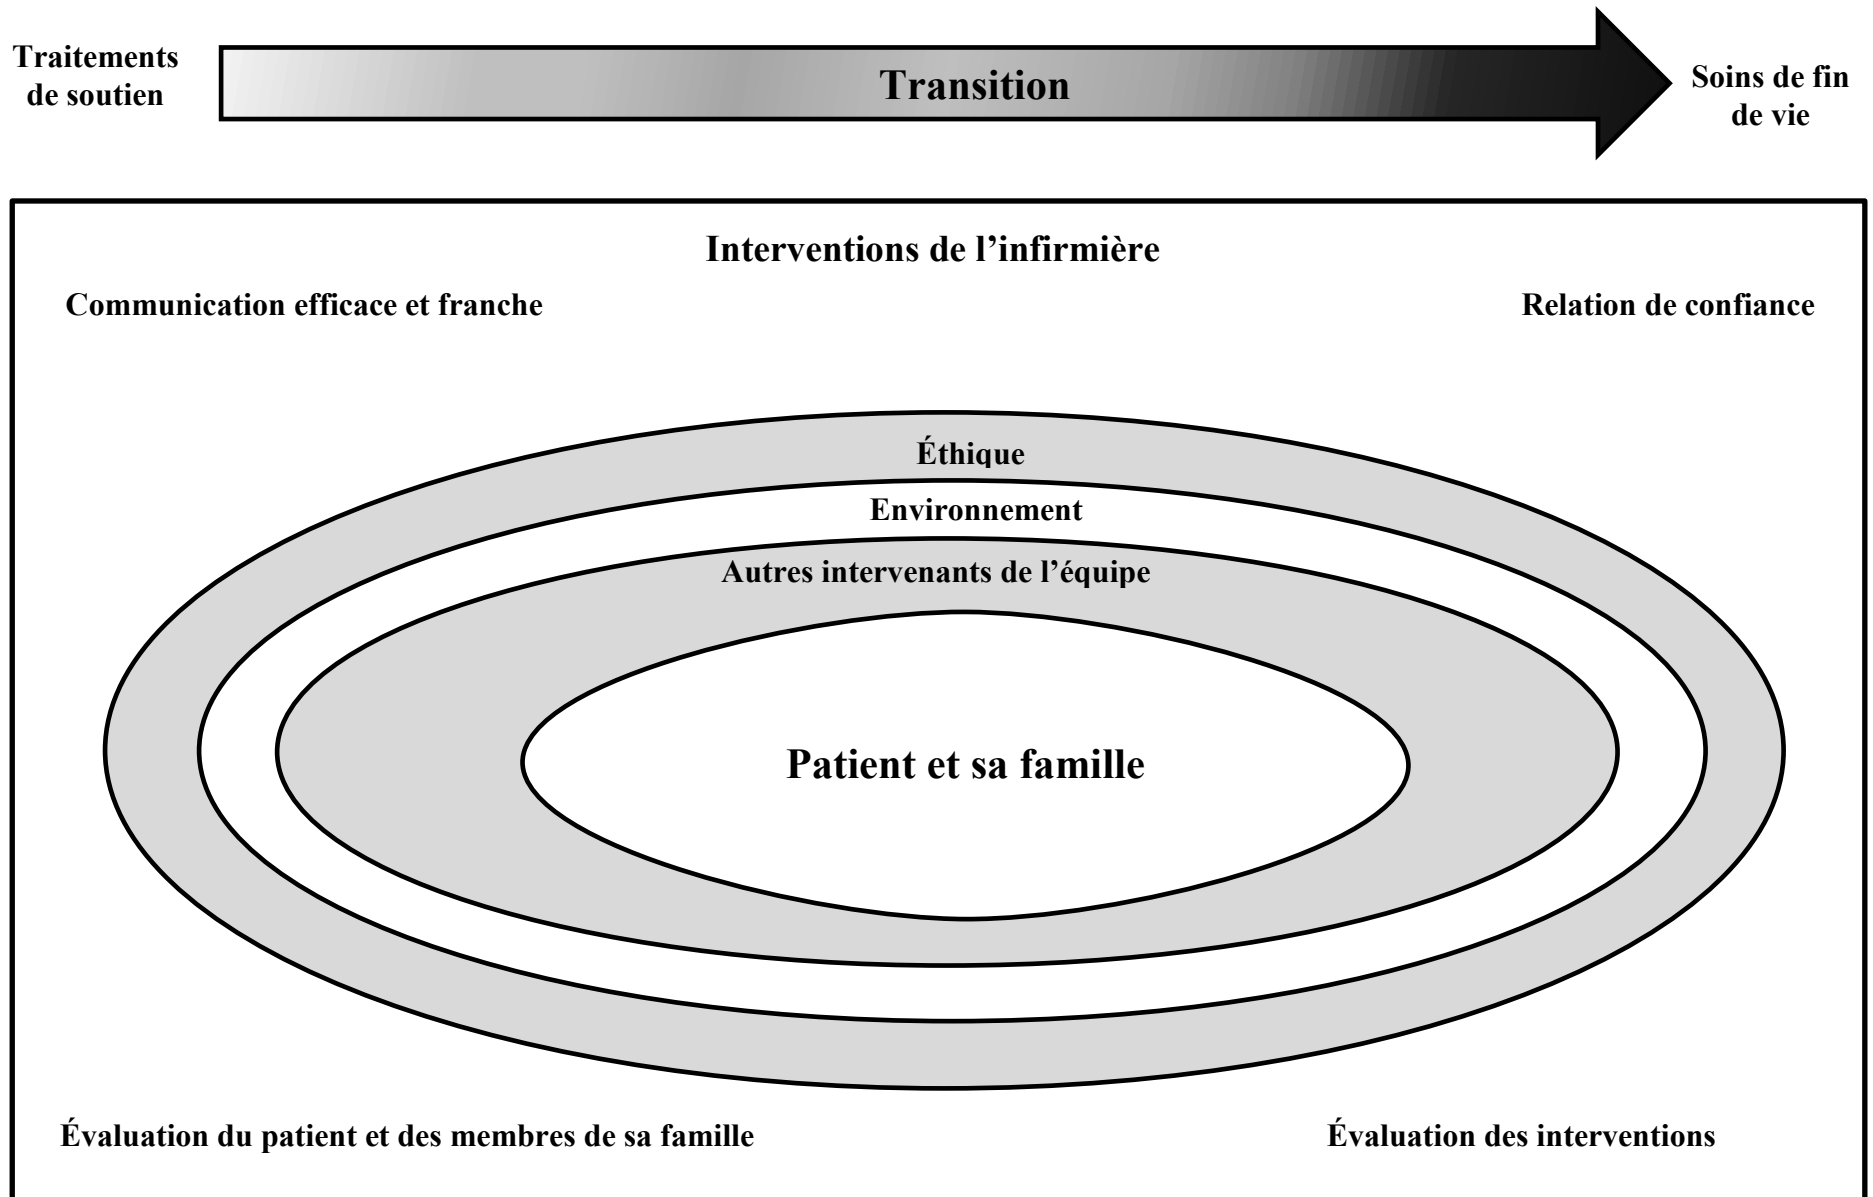 Traitements
de soutien
Transition
Soins de fin
de vie
Interventions de l’infirmière
Communication efficace et franche
Relation de confiance
Éthique
Environnement
Autres intervenants de l’équipe
Patient et sa famille
Évaluation du patient et des membres de sa famille
Évaluation des interventions